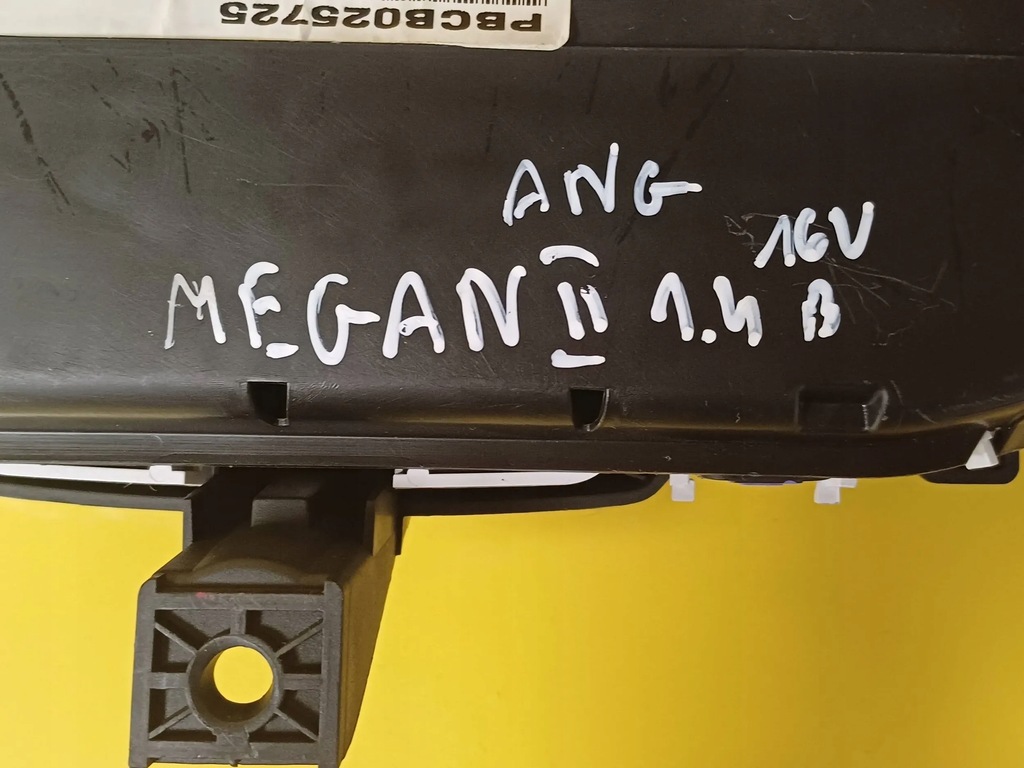 PBCB025725
ANG
16V
MEGAN II 1.4 B